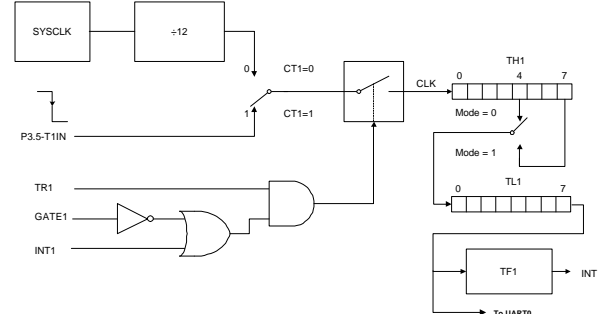 SYSCLK
÷12
0
CT1=0
1
CT1=1
P3.5-T1IN
CLK
TH1
0 4 7
Mode = 0
Mode = 1
TL1
0 7
TR1
GATE1
INT1
TF1
INT
To UART0